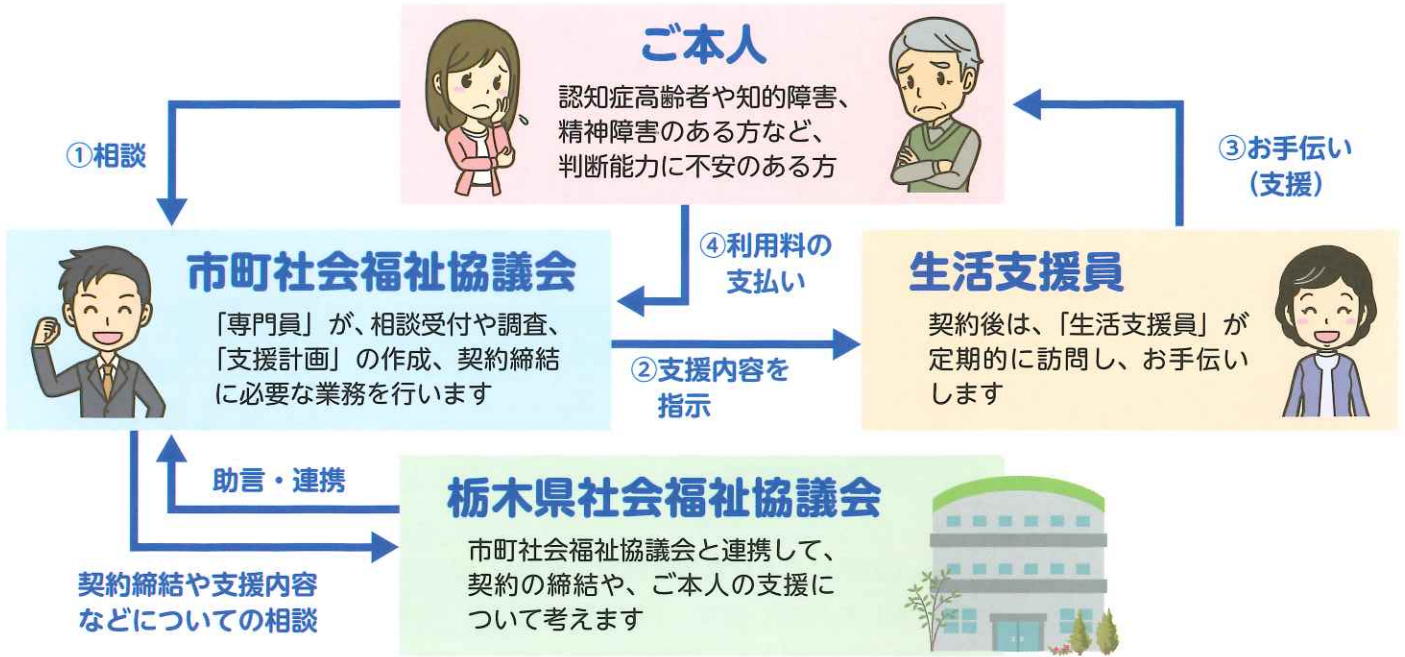 ご本人
認知症高齢者や知的障害、
精神障害のある方など、
判断能力に不安のある方
①相談
③お手伝い
（支援）
市町社会福祉協議会
「専門員」が、相談受付や調査、
「支援計画」の作成、契約締結
に必要な業務を行います
④利用料の
支払い
②支援内容を
指示
生活支援員
契約後は、「生活支援員」が
定期的に訪問し、お手伝い
します
助言・連携
契約締結や支援内容
などについての相談
栃木県社会福祉協議会
市町社会福祉協議会と連携して、
契約の締結や、ご本人の支援に
ついて考えます